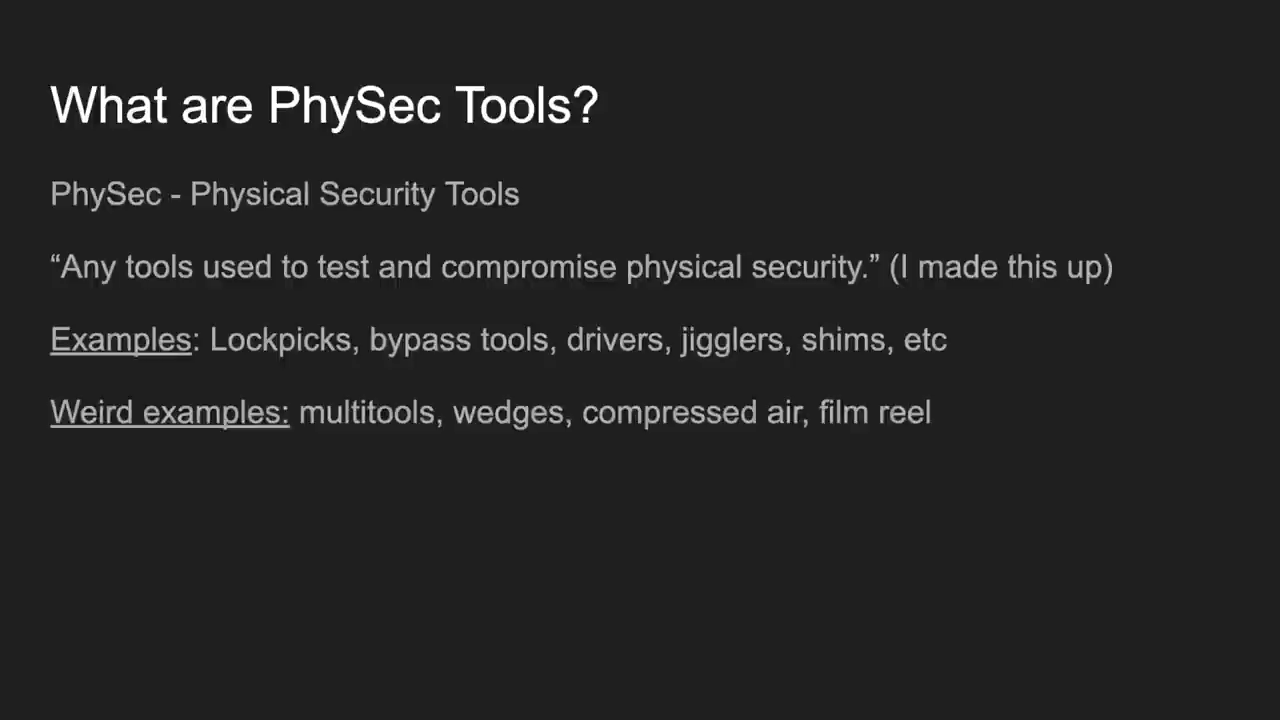 What are PhySec Tools?
PhySec - Physical Security Tools
“Any tools used to test and compromise physical security.” (I made this up)
Examples: Lockpicks, bypass tools, drivers, jigglers, shims, etc
Weird examples: multitools, wedges, compressed air, film reel